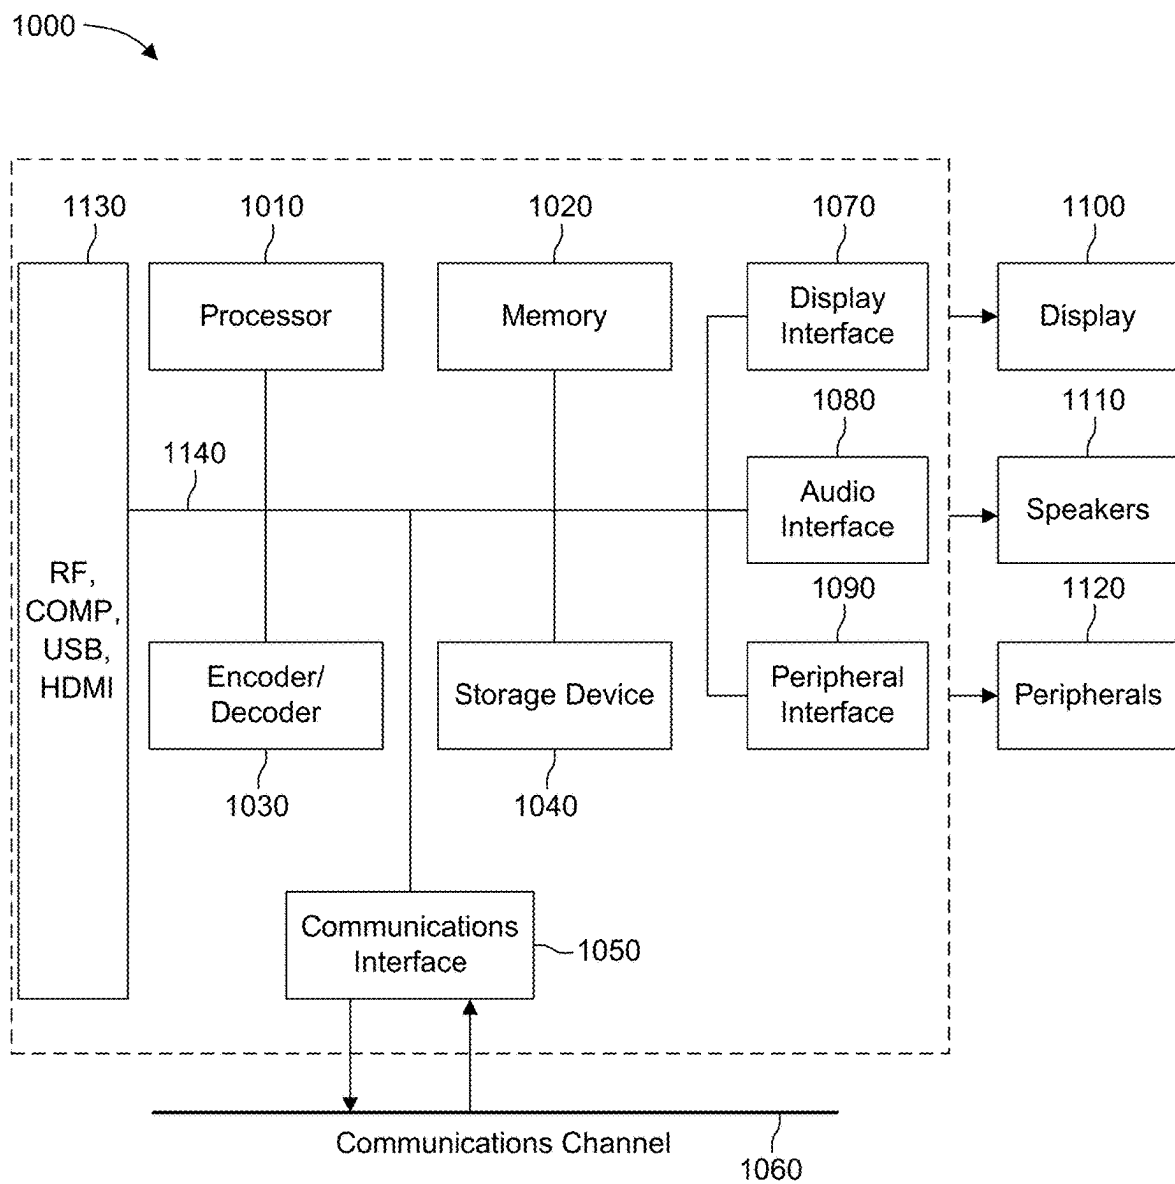 1000
1130
1010
1020
1070
1100
Processor
Memory
Display
Interface
Display
1080
1110
1140
Audio
Interface
Speakers
RF,
COMP,
USB,
HDMI
1090
1120
Encoder/
Decoder
Storage Device
Peripheral
Interface
Peripherals
1030
1040
Communications
Interface
1050
Communications Channel
1060